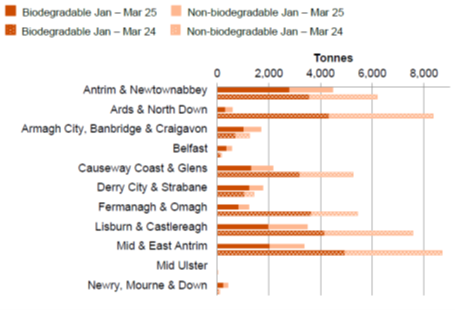 Biodegradable Jan – Mar 25 Non-biodegradable Jan – Mar 25
Biodegradable Jan – Mar 24 Non-biodegradable Jan – Mar 24
Tonnes
0 2,000 4,000 6,000 8,000
Antrim & Newtownabbey
Ards & North Down
Armagh City, Banbridge & Craigavon
Belfast
Causeway Coast & Glens
Derry City & Strabane
Fermanagh & Omagh
Lisburn & Castlereagh
Mid & East Antrim
Mid Ulster
Newry, Mourne & Down